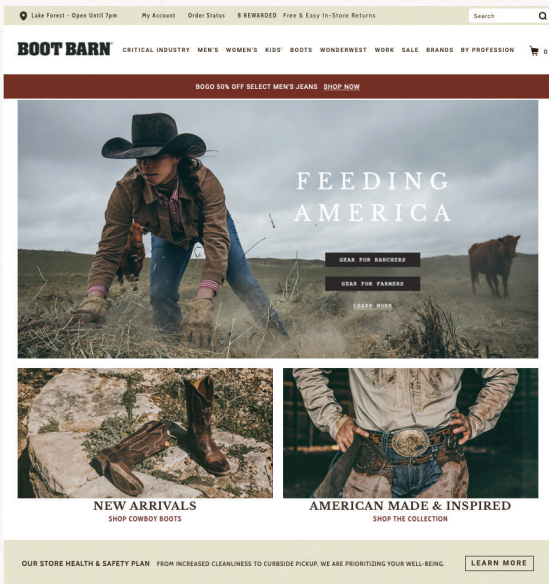 Lake Forest - Open Until 7pm My Account Order Status B REWARDED Free & Easy In-Store Returns Search
BOOT BARN CRITICAL INDUSTRY MEN'S WOMEN'S KIDS' BOOTS WONDERWEST WORK SALE BRANDS BY PROFESSION 0
BOGO 50% OFF SELECT MEN'S JEANS SHOP NOW
FEEDING
AMERICA
GEAR FOR RANCHERS
GEAR FOR FARMERS
LEARN MORE
NEW ARRIVALS
SHOP COWBOY BOOTS
AMERICAN MADE & INSPIRED
SHOP THE COLLECTION
OUR STORE HEALTH & SAFETY PLAN FROM INCREASED CLEANLINESS TO CURBSIDE PICKUP, WE ARE PRIORITIZING YOUR WELL-BEING. LEARN MORE